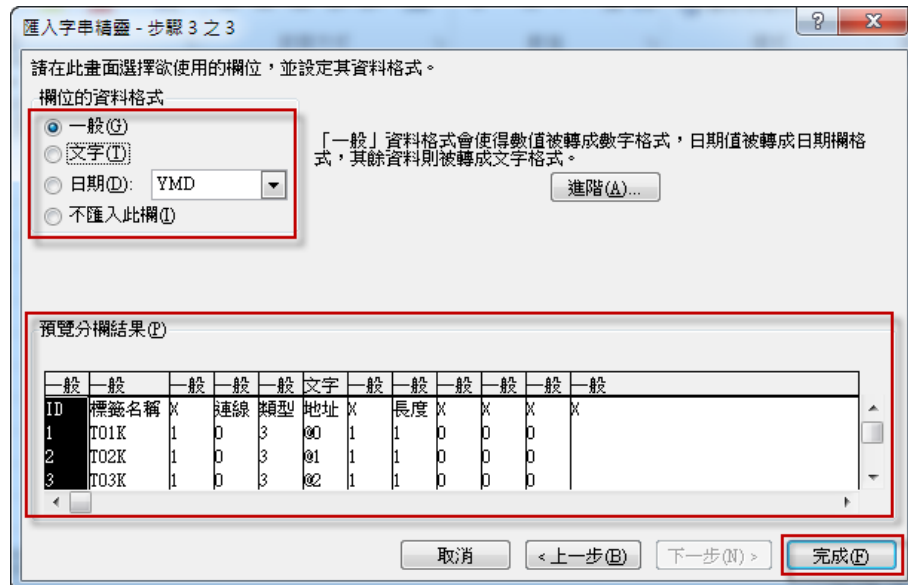 匯入字串精靈 - 步驟 3 之 3
請在此畫面選擇欲使用的欄位，並設定其資料格式。
欄位的資料格式
一般(G)
文字(T)
日期(D): YMD
不匯入此欄(I)
「一般」資料格式會使得數值被轉成數字格式，日期值被轉成日期欄格
式，其餘資料則被轉成文字格式。
進階(A)...
預覽分欄結果(P)
一般 一般 一般 一般 一般 文字 一般 一般 一般 一般 一般 一般
ID 標籤名稱 X 連線 類型 地址 X 長度 X X X X
1 T01K 1 0 3 @0 1 1 0 0 0
2 T02K 1 0 3 @1 1 1 0 0 0
3 T03K 1 0 3 @2 1 1 0 0 0
取消 <上一步(B) 下一步(N) > 完成(F)